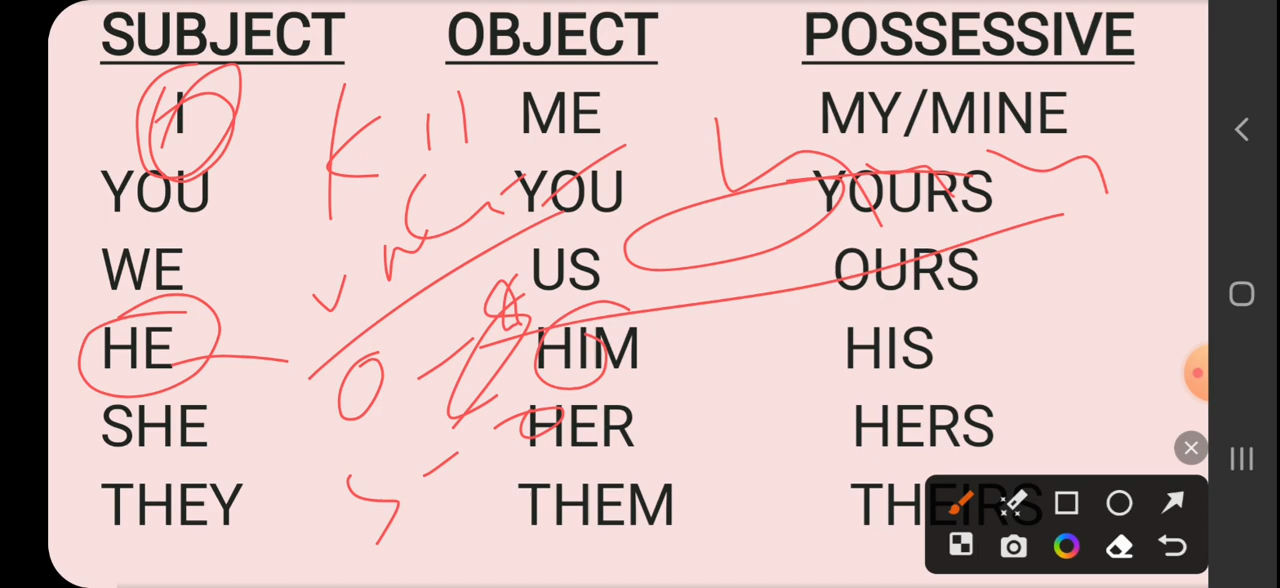 SUBJECT OBJECT POSSESSIVE
I ME MY/MINE
YOU YOU YOURS
WE US OURS
HE HIM HIS
SHE HER HERS
THEY THEM THEIRS